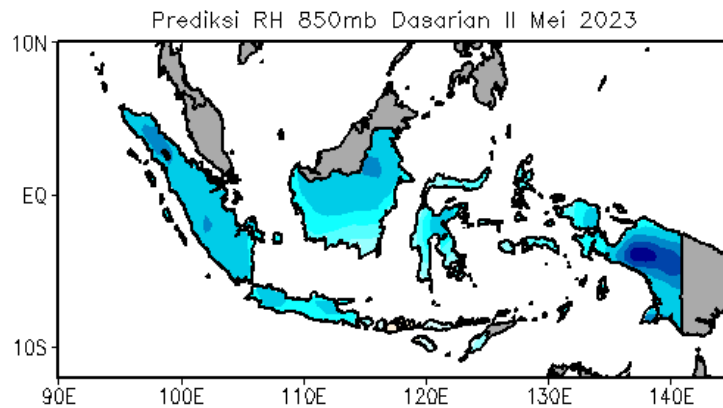 Prediksi RH 850mb Dasarian II Mei 2023
10N
EQ
10S
90E 100E 110E 120E 130E 140E